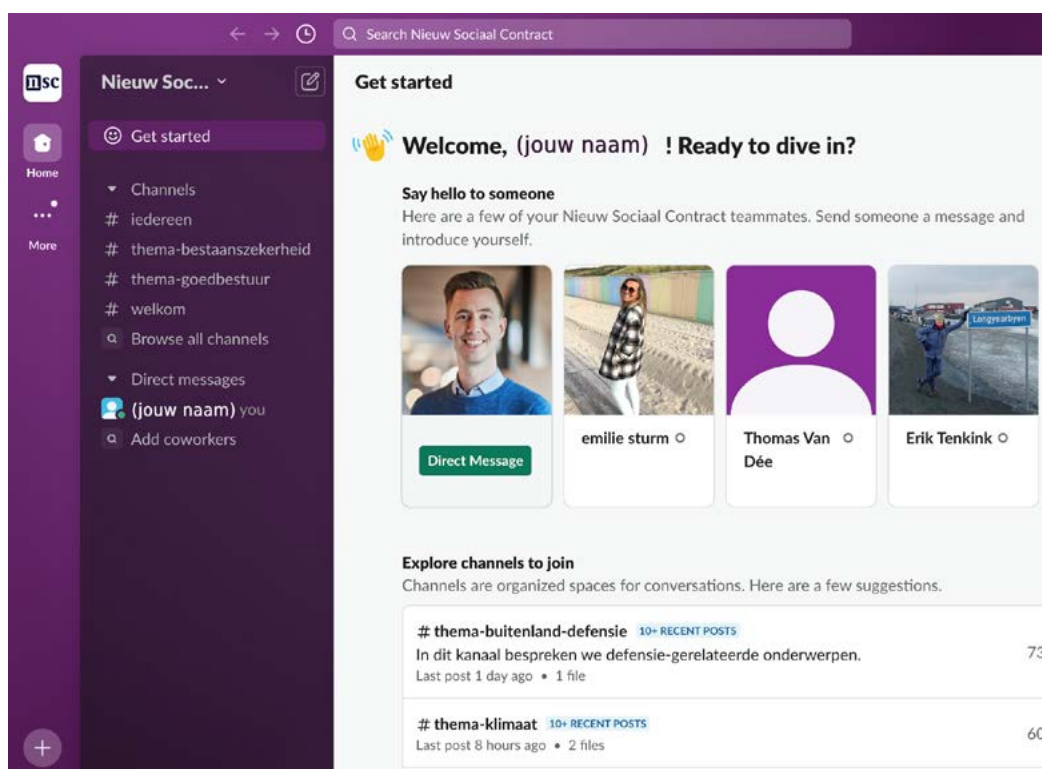 Search Nieuw Sociaal Contract
nsc
Nieuw Soc...
Get started
Home
More
Get started
Channels
# iedereen
# thema-bestaanszekerheid
# thema-goedbestuur
# welkom
Browse all channels
Direct messages
(jouw naam) you
Add coworkers
Welcome, (jouw naam) ! Ready to dive in?
Say hello to someone
Here are a few of your Nieuw Sociaal Contract teammates. Send someone a message and
introduce yourself.
Longyearbyen
Direct Message
emilie sturm
Thomas Van
Dée
Erik Tenkink
Explore channels to join
Channels are organized spaces for conversations. Here are a few suggestions.
# thema-buitenland-defensie 10+ RECENT POSTS
In dit kanaal bespreken we defensie-gerelateerde onderwerpen.
73
Last post 1 day ago • 1 file
# thema-klimaat 10+ RECENT POSTS
60
Last post 8 hours ago • 2 files